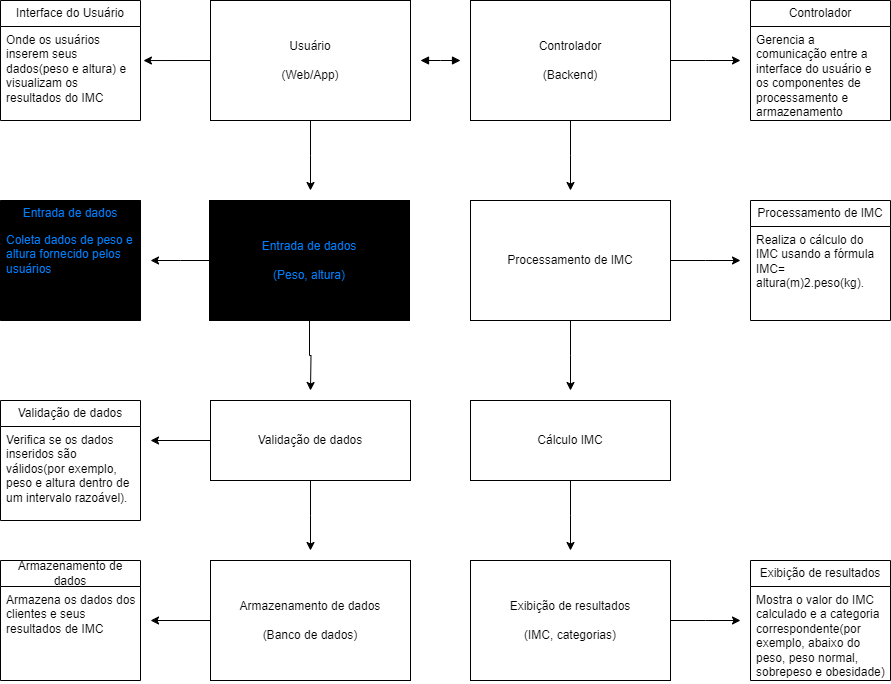 Interface do Usuário
Onde os usuários
inserem seus
dados(peso e altura) e
visualizam os
resultados do IMC
Usuário
(Web/App)
Controlador
(Backend)
Controlador
Gerencia a
comunicação entre a
interface do usuário e
os componentes de
processamento e
armazenamento
Entrada de dados
Coleta dados de peso e
altura fornecido pelos
usuários
Entrada de dados
(Peso, altura)
Processamento de IMC
Processamento de IMC
Realiza o cálculo do
IMC usando a fórmula
IMC=
altura(m)2.peso(kg).
Validação de dados
Verifica se os dados
inseridos são
válidos(por exemplo,
peso e altura dentro de
um intervalo razoável).
Validação de dados
Cálculo IMC
Armazenamento de
dados
Armazena os dados dos
clientes e seus
resultados de IMC
Armazenamento de dados
(Banco de dados)
Exibição de resultados
(IMC, categorias)
Exibição de resultados
Mostra o valor do IMC
calculado e a categoria
correspondente(por
exemplo, abaixo do
peso, peso normal,
sobrepeso e obesidade)